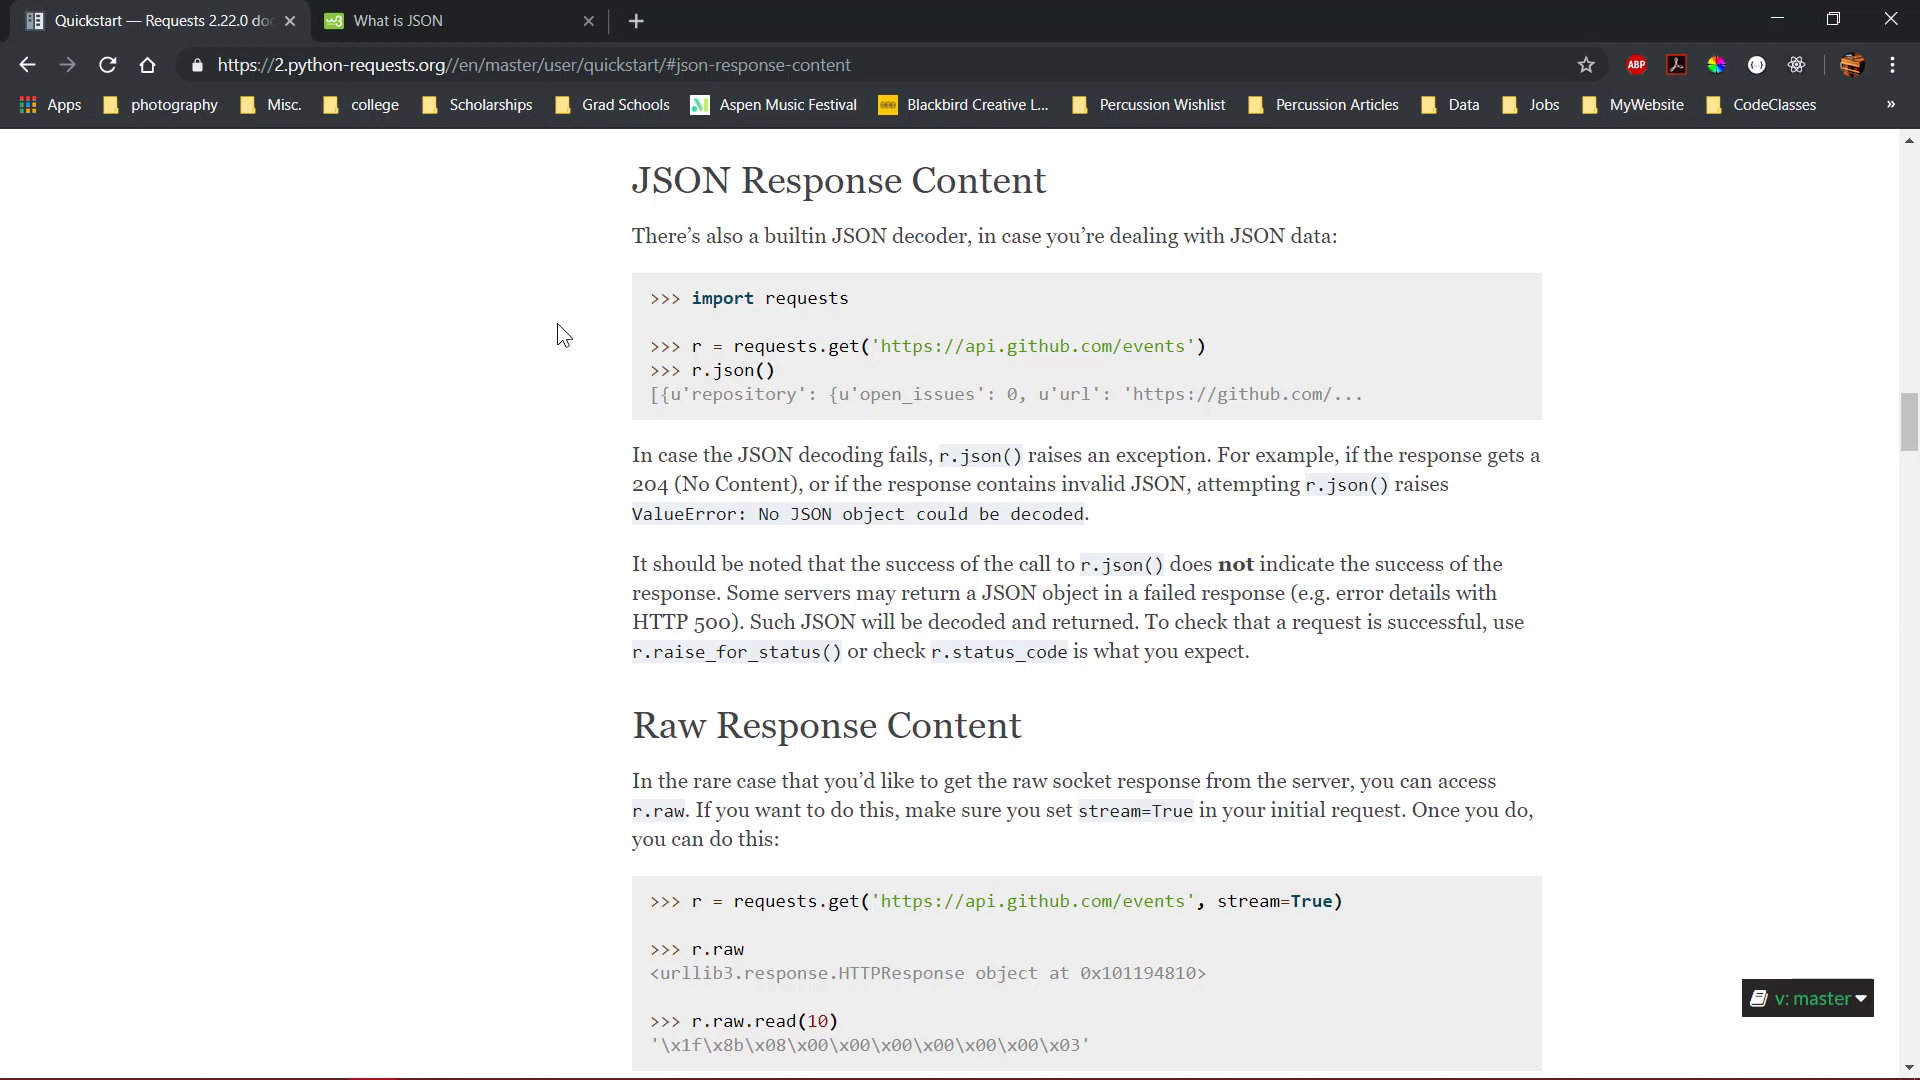 Quickstart — Requests 2.22.0 doc
What is JSON
https://2.python-requests.org//en/master/user/quickstart/#json-response-content
ABP
Apps
photography
Misc.
college
Scholarships
Grad Schools
Aspen Music Festival
Blackbird Creative L...
Percussion Wishlist
Percussion Articles
Data
Jobs
MyWebsite
CodeClasses
»
JSON Response Content
There’s also a builtin JSON decoder, in case you’re dealing with JSON data:
>>> import requests
>>> r = requests.get('https://api.github.com/events')
>>> r.json()
[{u'repository': {u'open_issues': 0, u'url': 'https://github.com/...
In case the JSON decoding fails, r.json() raises an exception. For example, if the response gets a
204 (No Content), or if the response contains invalid JSON, attempting r.json() raises
ValueError: No JSON object could be decoded.
It should be noted that the success of the call to r.json() does not indicate the success of the
response. Some servers may return a JSON object in a failed response (e.g. error details with
HTTP 500). Such JSON will be decoded and returned. To check that a request is successful, use
r.raise_for_status() or check r.status_code is what you expect.
Raw Response Content
In the rare case that you’d like to get the raw socket response from the server, you can access
r.raw. If you want to do this, make sure you set stream=True in your initial request. Once you do,
you can do this:
>>> r = requests.get('https://api.github.com/events', stream=True)
>>> r.raw
<urllib3.response.HTTPResponse object at 0x101194810>
>>> r.raw.read(10)
'\x1f\x8b\x08\x00\x00\x00\x00\x00\x00\x03'
v: master